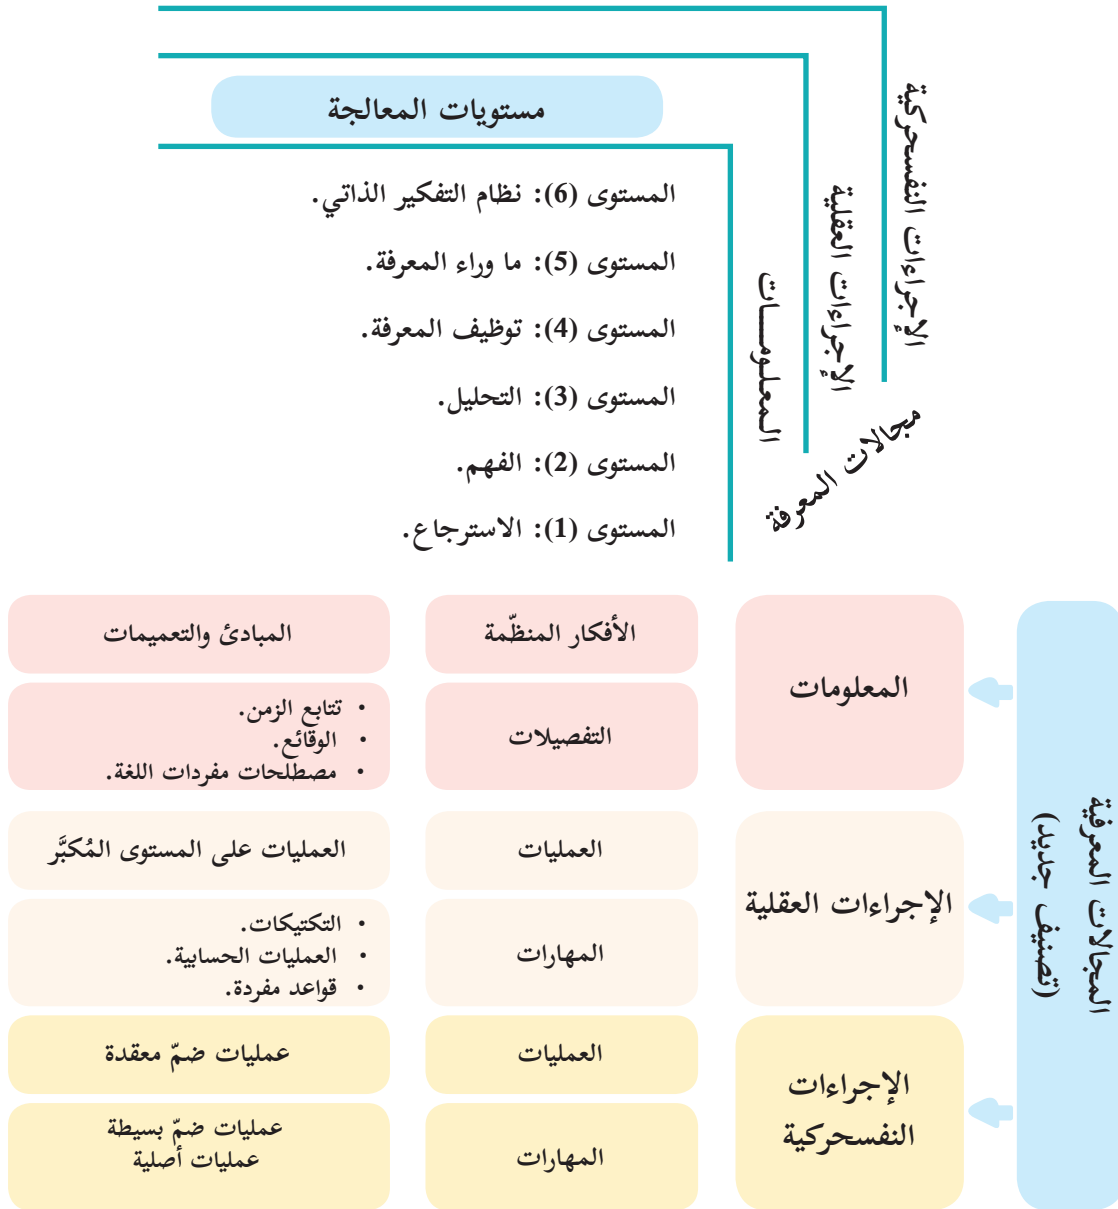 مستويات المعالجة
المستوى (6): نظام التفكير الذاتي.
المستوى (5): ما وراء المعرفة.
المستوى (4): توظيف المعرفة.
المستوى (3): التحليل.
المستوى (2): الفهم.
المستوى (1): الاسترجاع.
الإجراءات النفسحركية
الإجراءات العقلية
المعلومــــات
مجالات المعرفة
المجالات المعرفية
(تصنيف جديد)
المعلومات
الأفكار المنظّمة
المبادئ والتعميمات
التفصيلات
• تتابع الزمن.
• الوقائع.
• مصطلحات مفردات اللغة.
الإجراءات العقلية
العمليات
العمليات على المستوى المُكبَّر
المهارات
• التكتيكات.
• العمليات الحسابية.
• قواعد مفردة.
الإجراءات
النفسحركية
العمليات
عمليات ضمّ معقدة
المهارات
عمليات ضمّ بسيطة
عمليات أصلية